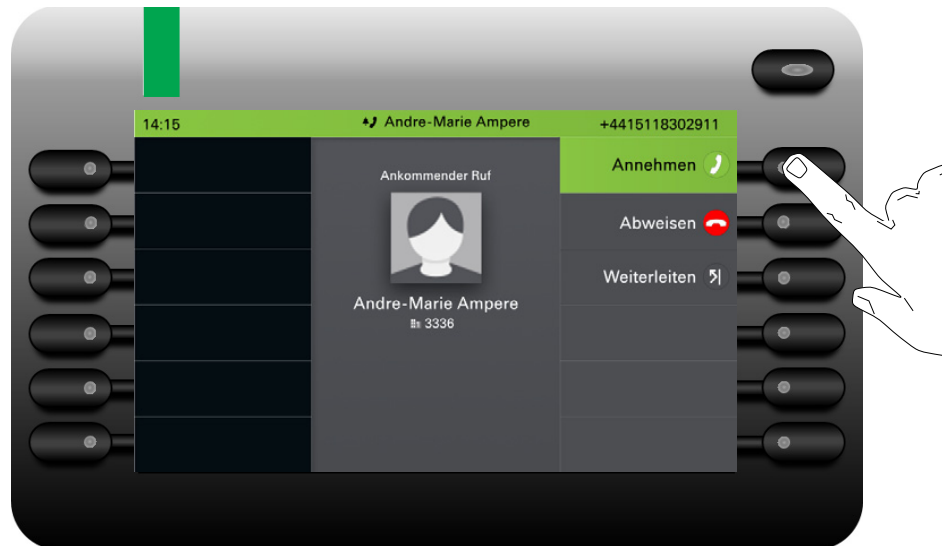 14:15
Andre-Marie Ampere
+4415118302911
Ankommender Ruf
Andre-Marie Ampere
3336
Annehmen
Abweisen
Weiterleiten